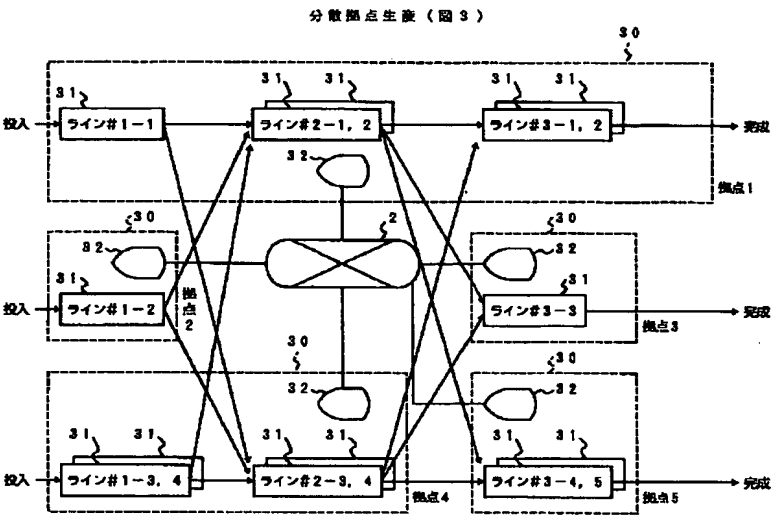 分散拠点生産(図3)
30
31
31
31
31
31
投入
ライン#1-1
ライン#2-1, 2
ライン#3-1, 2
完成
32
拠点1
30
2
30
32
32
31
31
投入
ライン#1-2
拠点2
ライン#3-3
完成
拠点3
30
30
32
32
31
31
31
31
31
31
投入
ライン#1-3, 4
ライン#2-3, 4
ライン#3-4, 5
完成
拠点4
拠点5